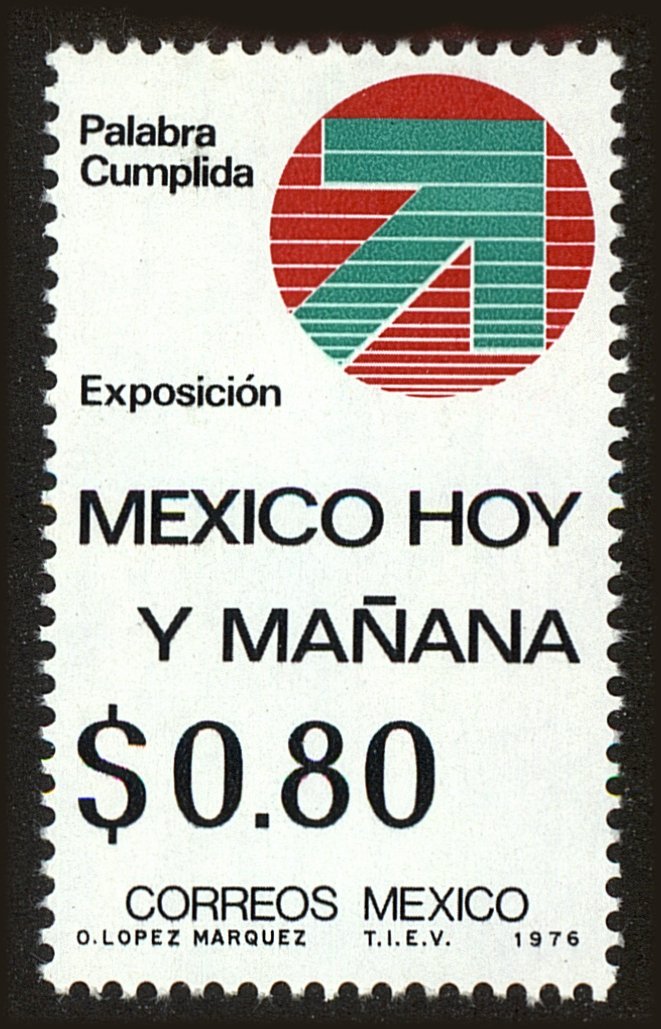 Palabra
Cumplida
Exposición
MEXICO HOY
Y MAÑANA
$0.80
CORREOS MEXICO
O.LOPEZ MARQUEZ T.I.E.V. 1976